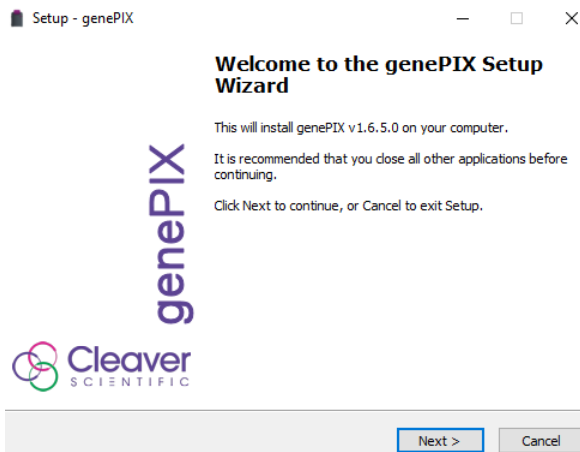 Setup - genePIX
Welcome to the genePIX Setup
Wizard
This will install genePIX v1.6.5.0 on your computer.
It is recommended that you close all other applications before
continuing.
Click Next to continue, or Cancel to exit Setup.
genePIX
Cleaver
SCIENTIFIC
Next >
Cancel